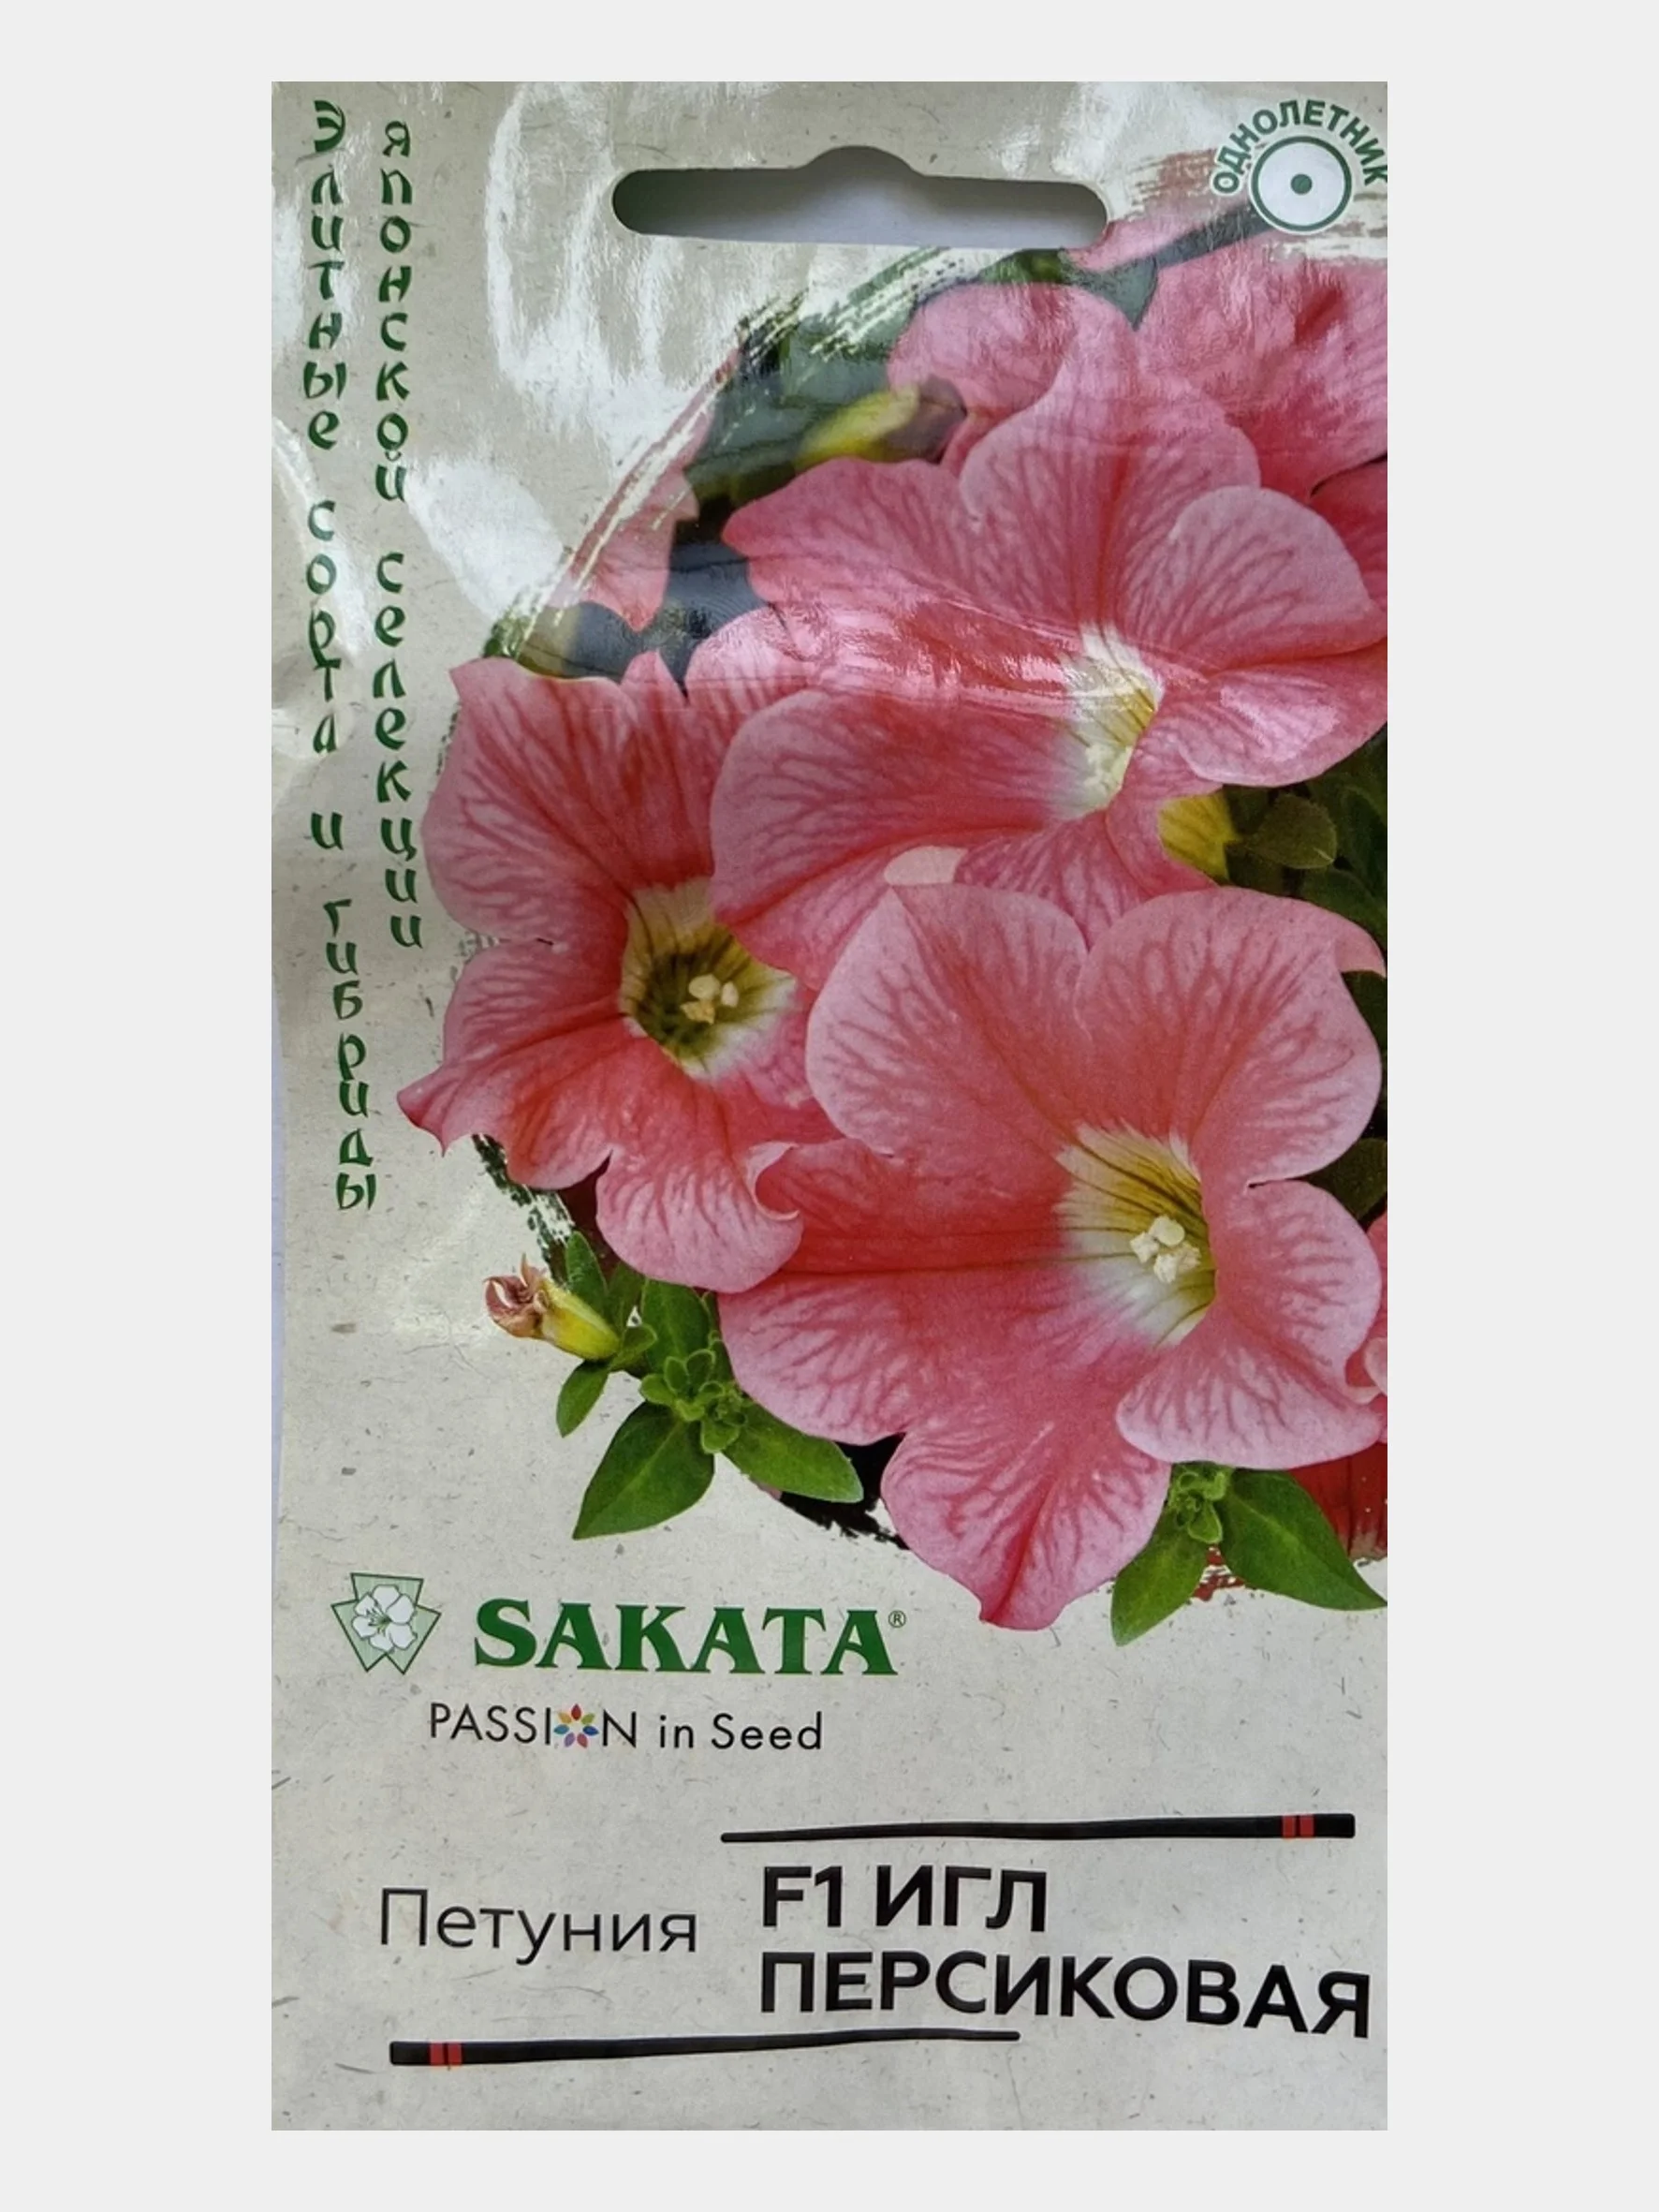 Элитные сорта и гибриды
японской селекции
ОДНОЛЕТНИК
SAKATA®
PASSION in Seed
Петуния
F1 ИГЛ
ПЕРСИКОВАЯ